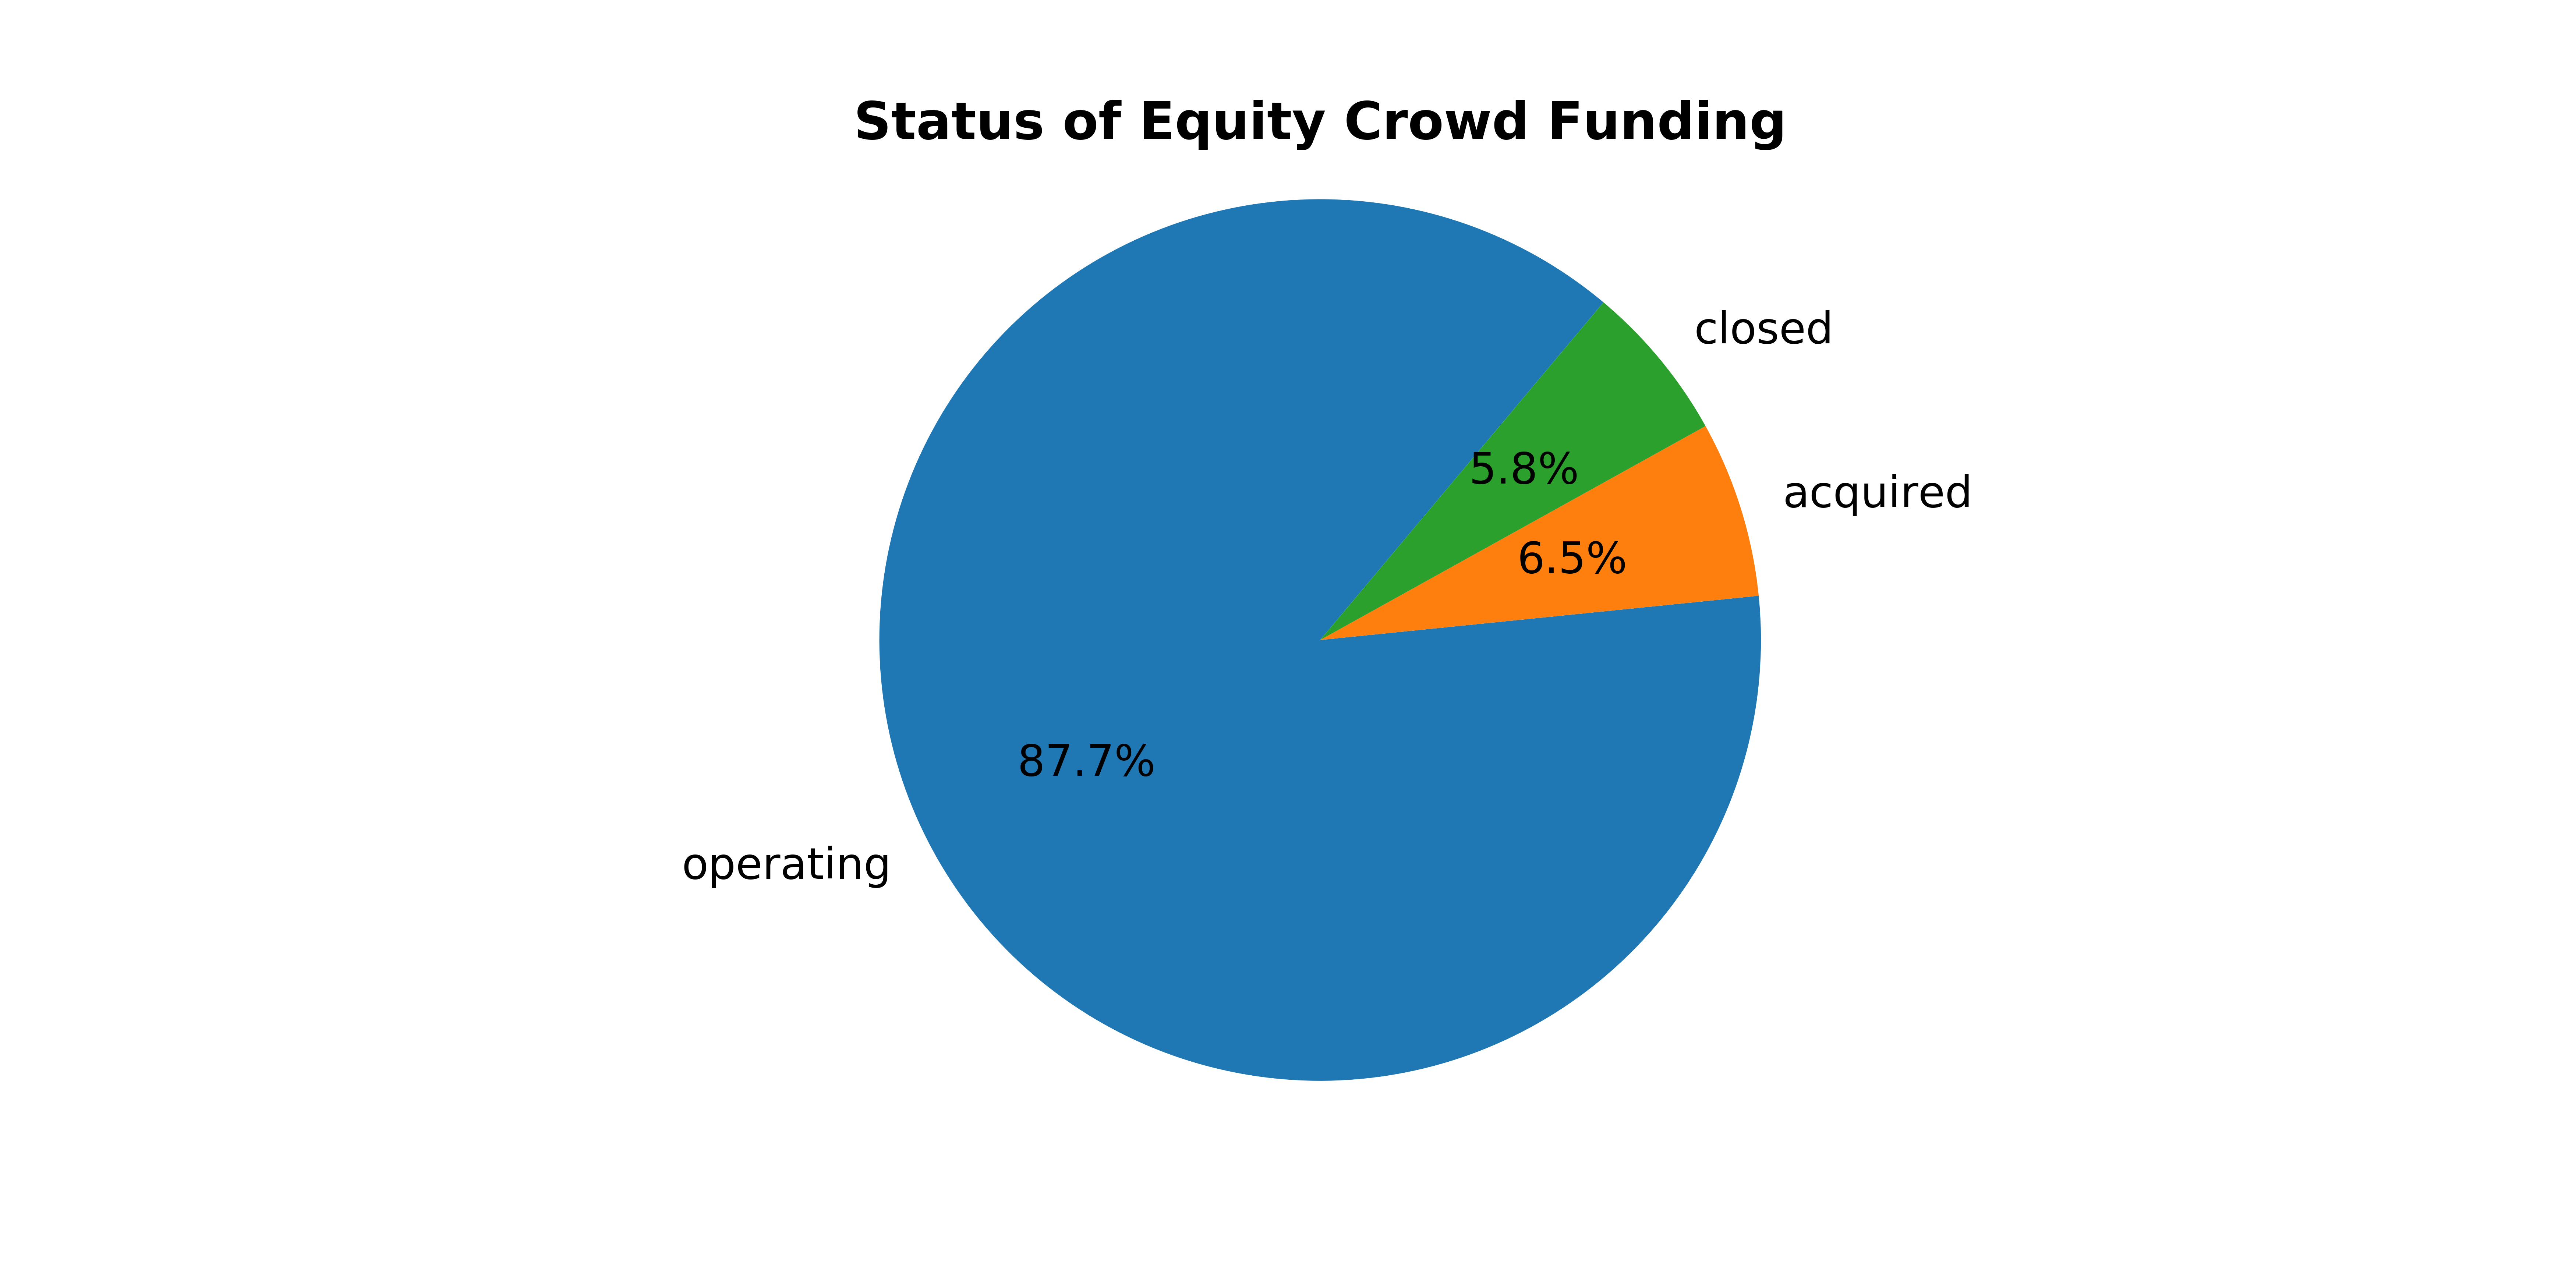 Status of Equity Crowd Funding
closed
5.8%
acquired
6.5%
87.7%
operating